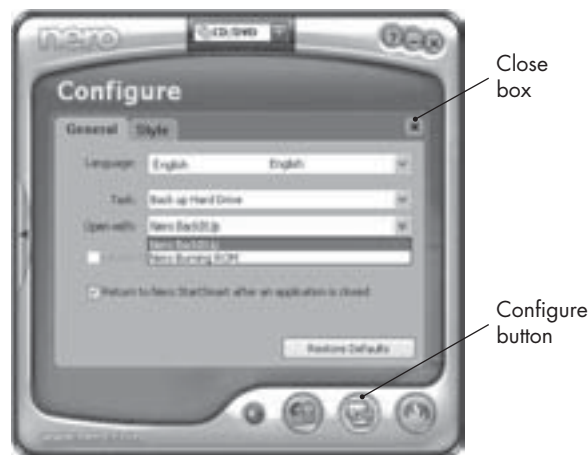 nero
CD/DVD
Close
box
Configure
General Style
Language: English English
Task: Back up Hard Drive
Open with: Nero BackItUp
Nero BackItUp
Nero Burning ROM
Return to Nero StartSmart after an application is closed
Configure
button
Restore Defaults